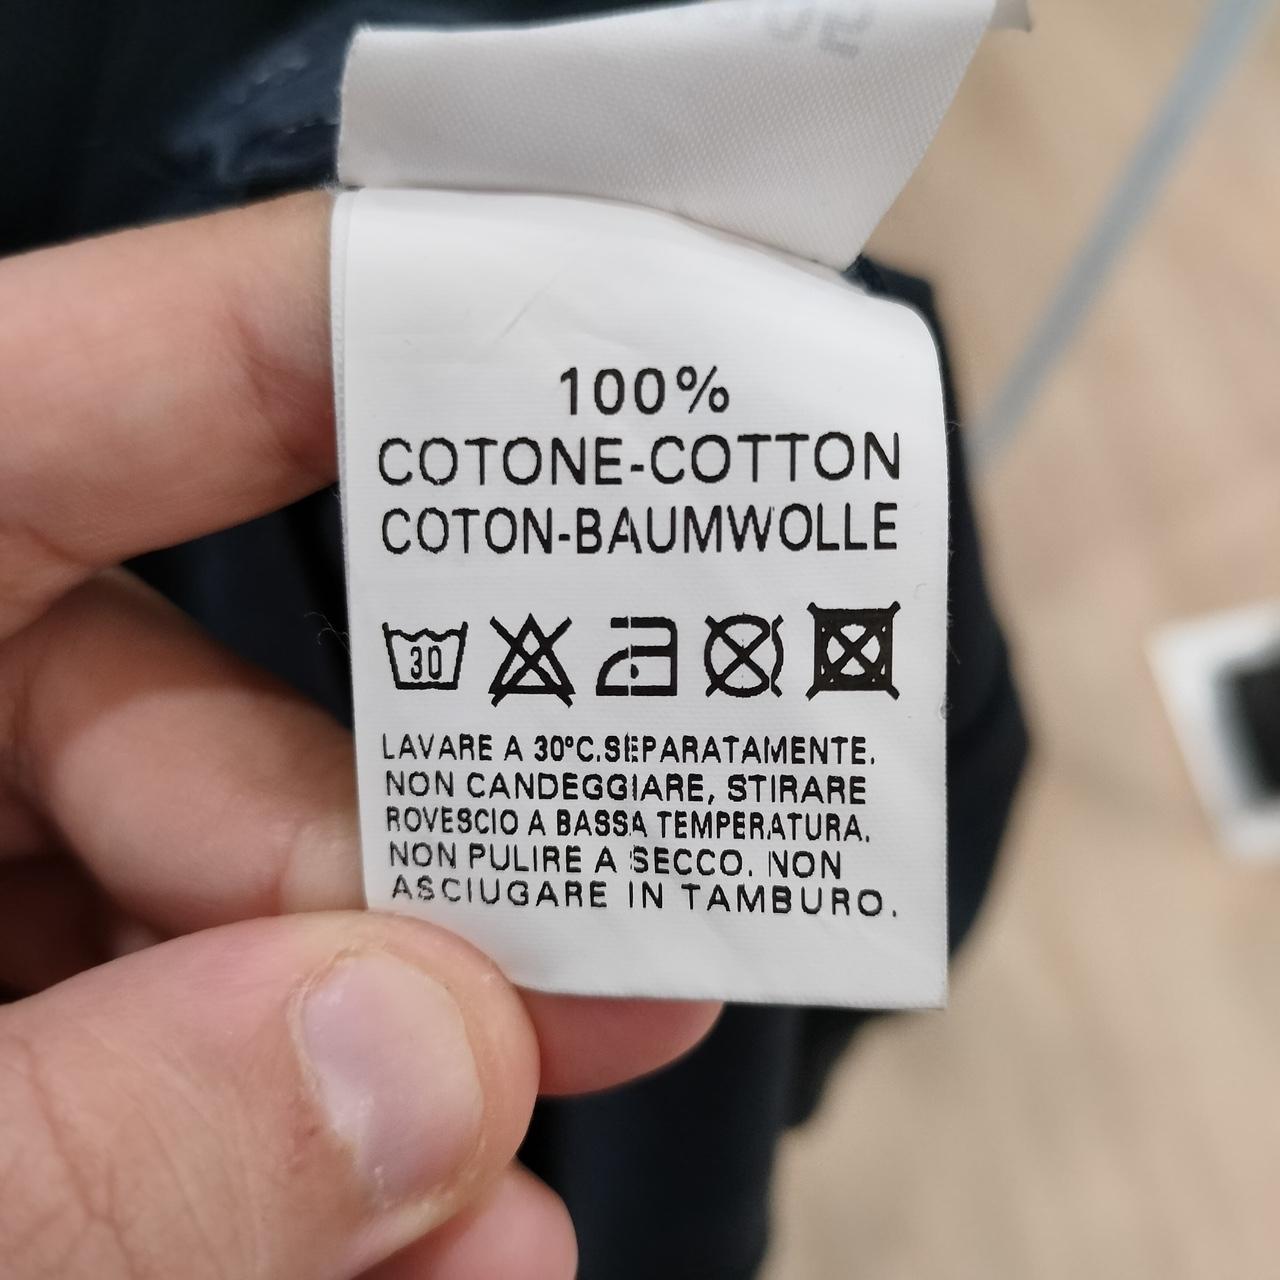 100%
COTONE-COTTON
COTON-BAUMWOLLE
30
LAVARE A 30°C.SEPARATAMENTE.
NON CANDEGGIARE, STIRARE
ROVESCIO A BASSA TEMPERATURA.
NON PULIRE A SECCO. NON
ASCIUGARE IN TAMBURO.